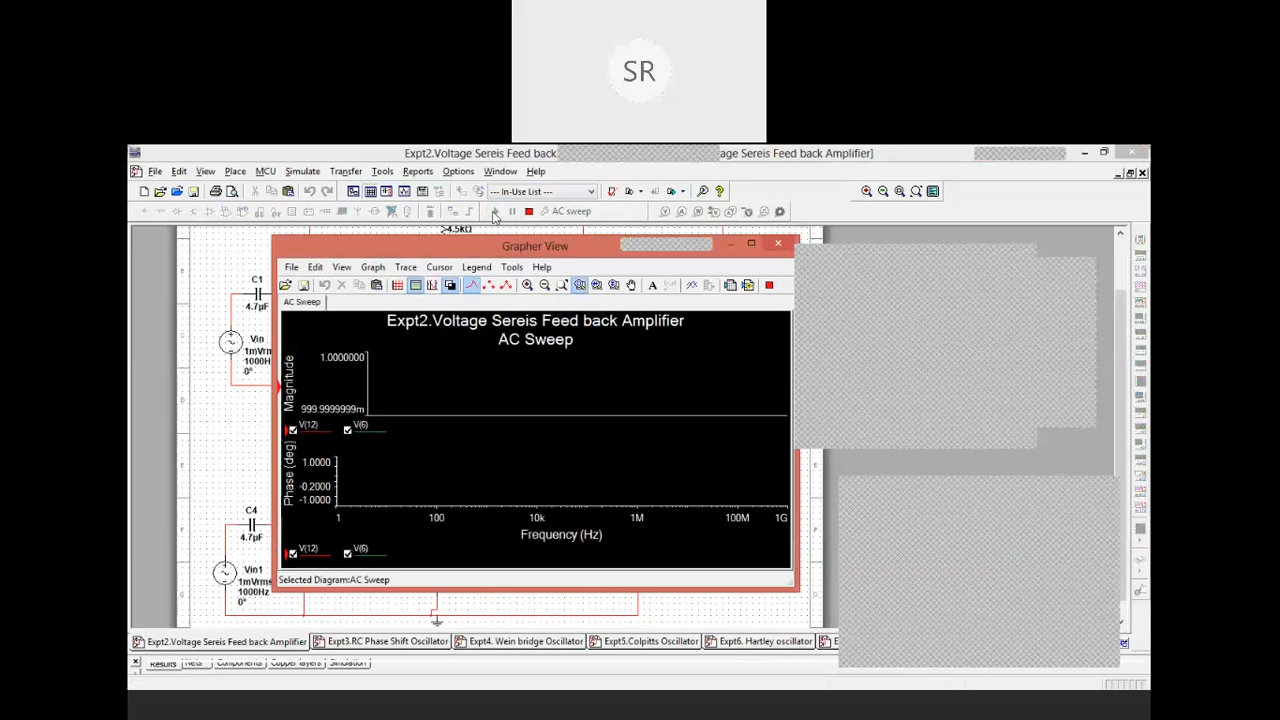 SR
Expt2.Voltage Sereis Feed back
age Sereis Feed back Amplifier]
File Edit View Place MCU Simulate Transfer Tools Reports Options Window Help
--- In-Use List ---
AC sweep
4.5kΩ
Grapher View
File Edit View Graph Trace Cursor Legend Tools Help
AC Sweep
Expt2.Voltage Sereis Feed back Amplifier
AC Sweep
Magnitude
1.0000000
999.9999999m
V(12) V(6)
Phase (deg)
1.0000
-0.2000
-1.0000
1 100 10k 1M 100M 1G
Frequency (Hz)
V(12) V(6)
Selected Diagram:AC Sweep
C1
4.7µF
Vin
1mVrms
1000Hz
0°
C4
4.7µF
Vin1
1mVrms
1000Hz
0°
Expt2.Voltage Sereis Feed back Amplifier Expt3.RC Phase Shift Oscillator Expt4. Wein bridge Oscillator Expt5.Colpitts Oscillator Expt6. Hartley oscillator
Results Nets Components Copper layers Simulation